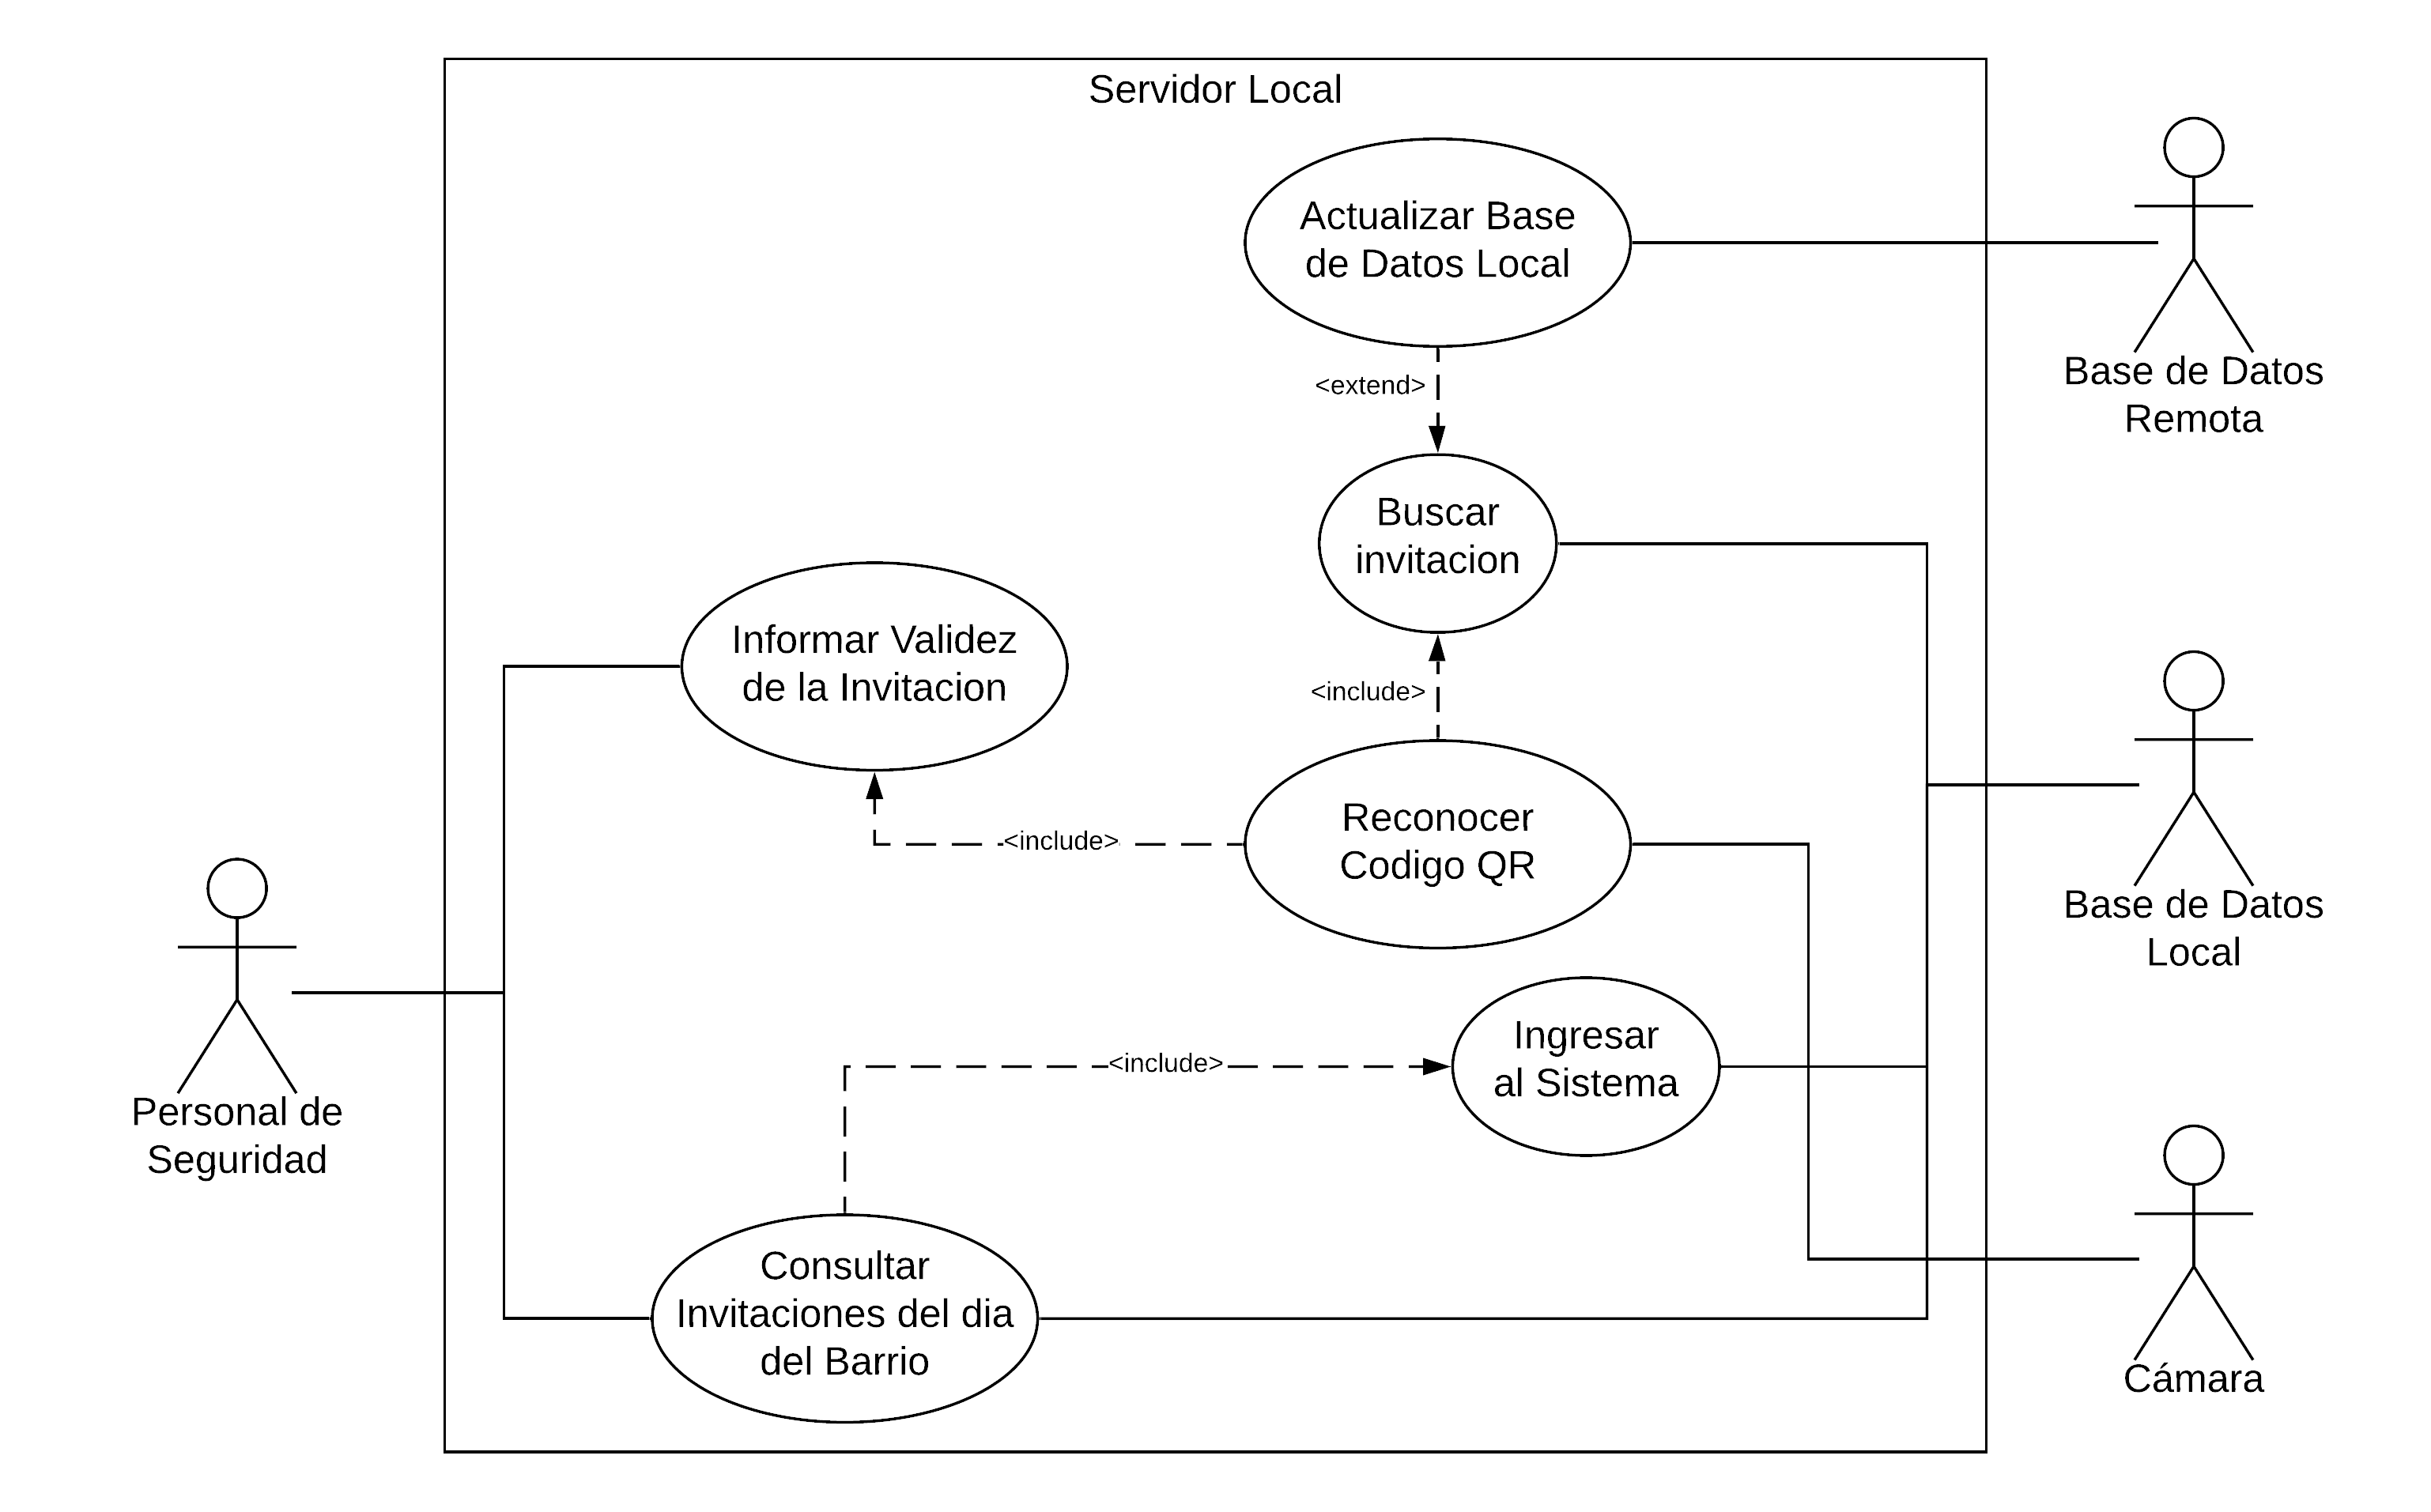 Servidor Local
Actualizar Base
de Datos Local
Base de Datos
Remota
<extend>
Buscar
invitacion
Informar Validez
de la Invitacion
<include>
Reconocer
Codigo QR
<include>
Base de Datos
Local
Personal de
Seguridad
Ingresar
al Sistema
<include>
Consultar
Invitaciones del dia
del Barrio
Cámara